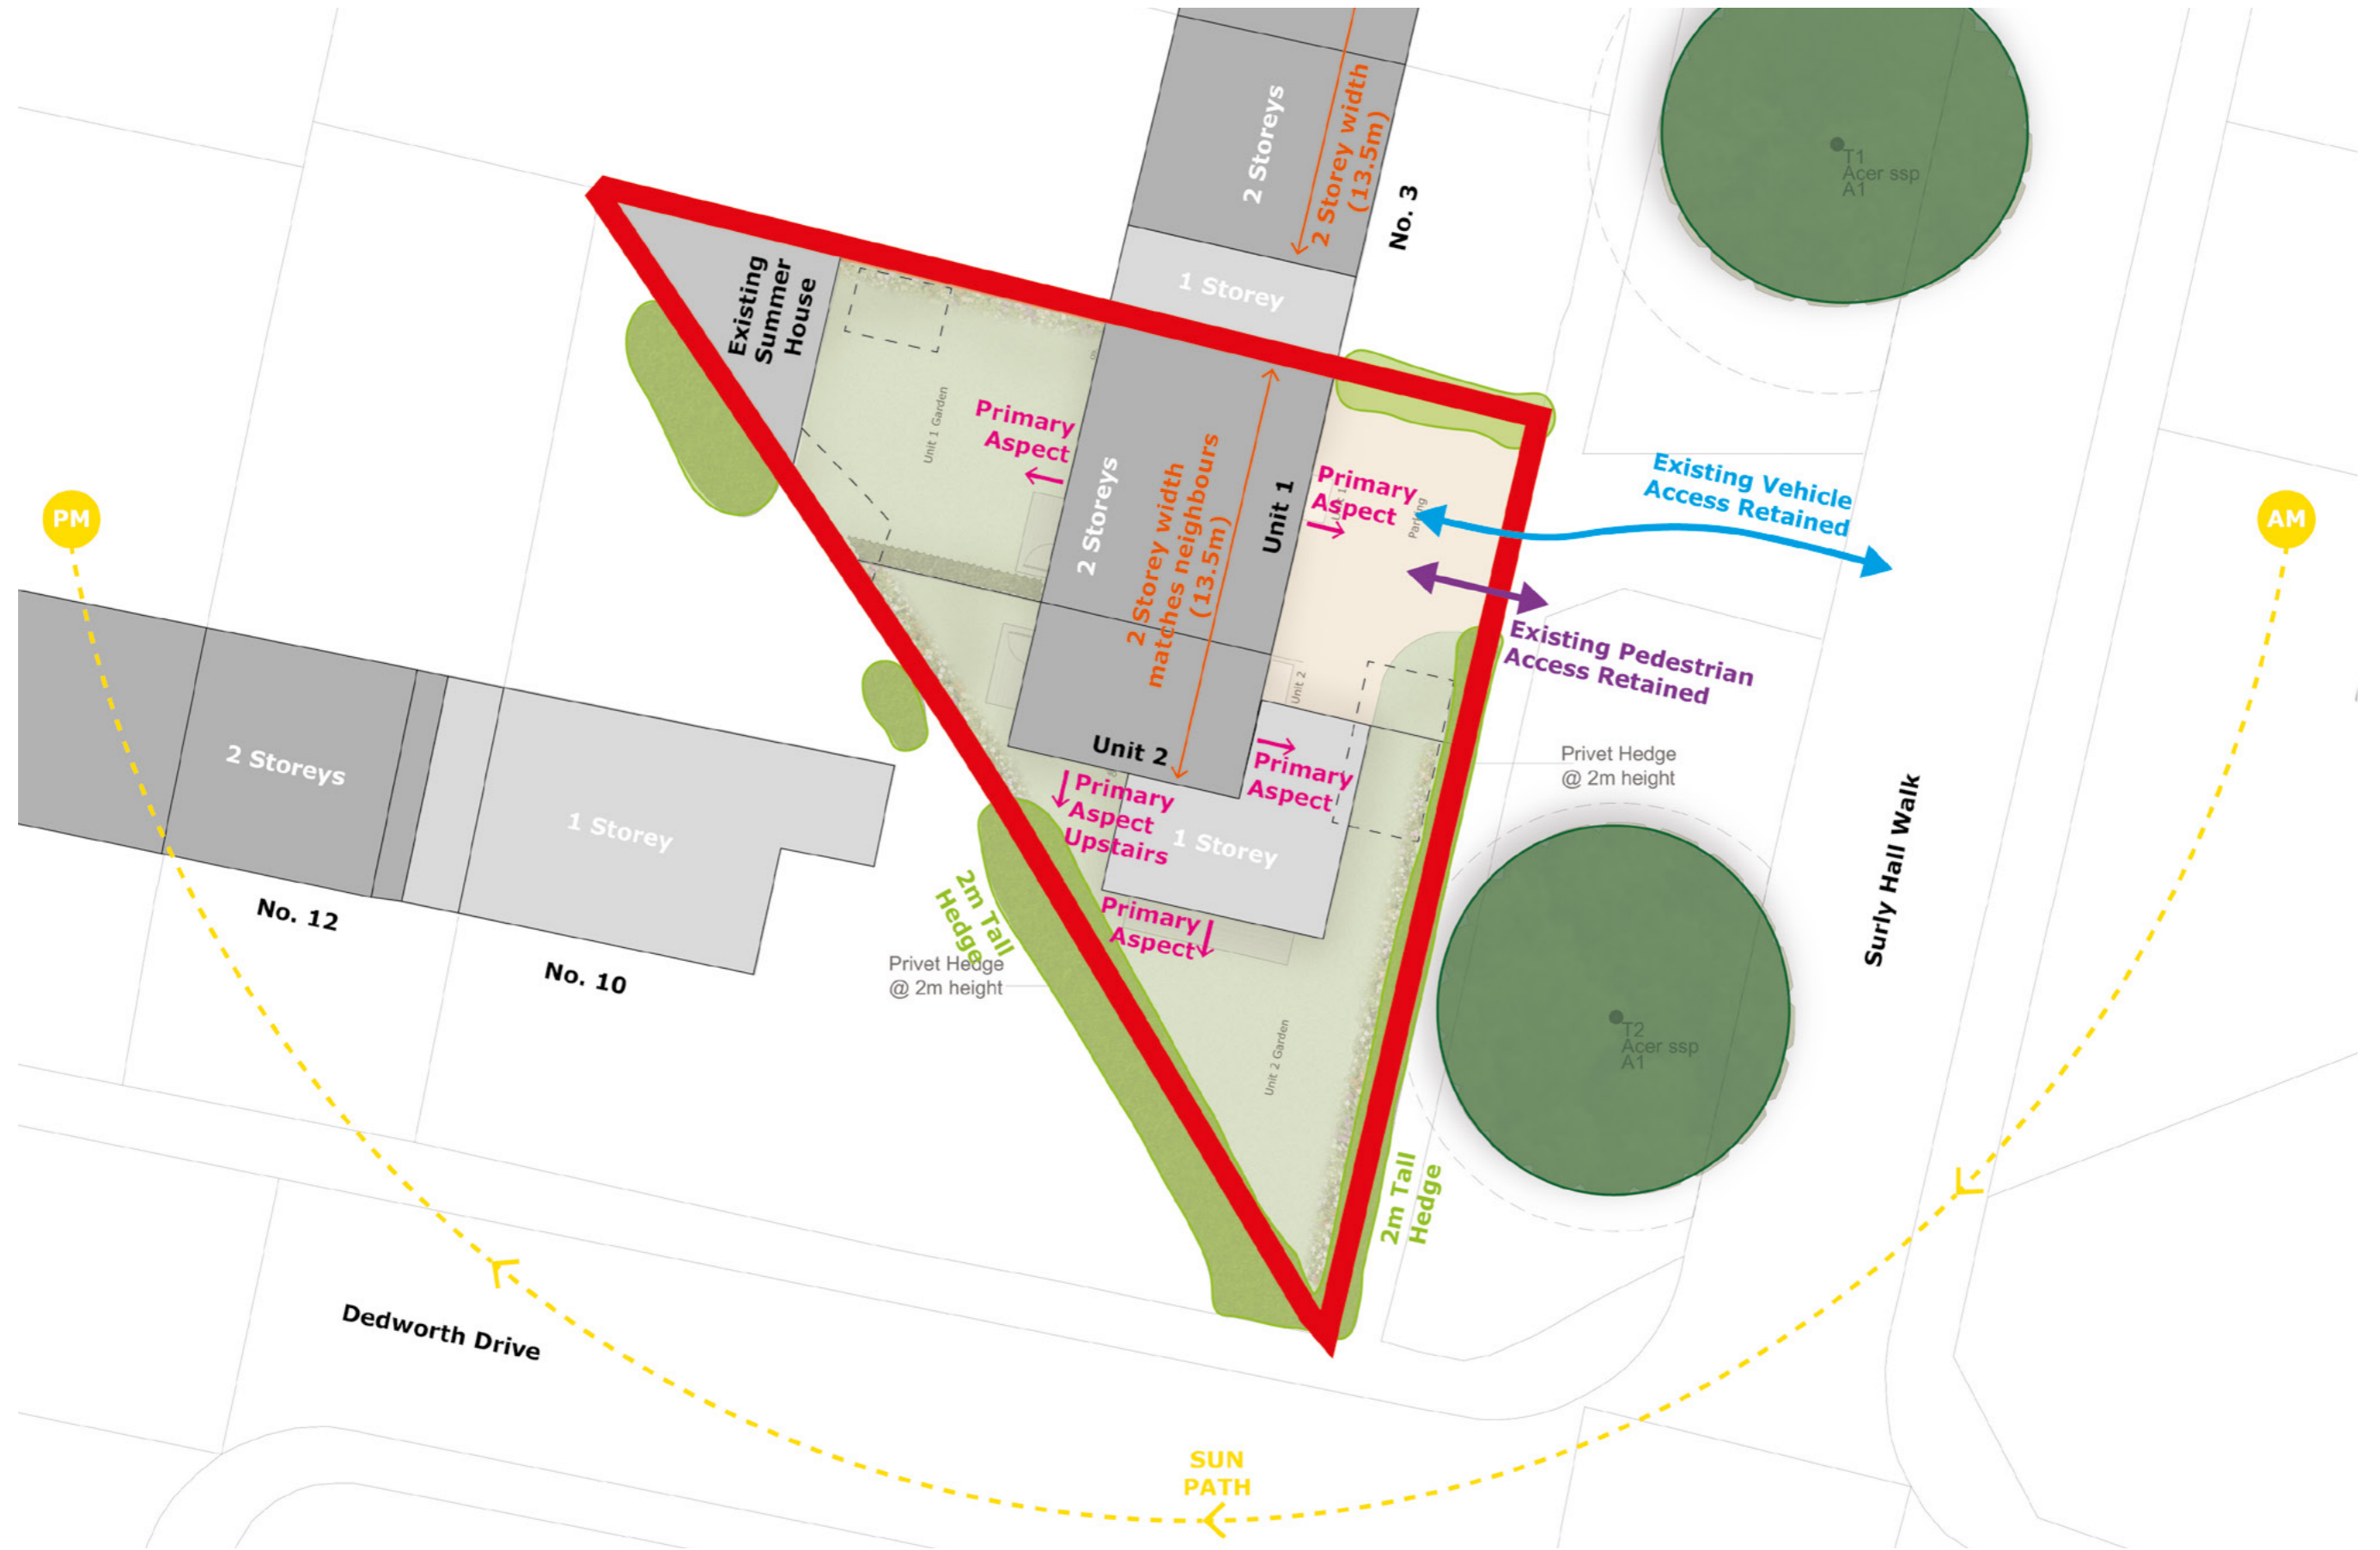 2 Storeys
2 Storey width
(13.5m)
No. 3
T1
Acer ssp
A1
1 Storey
Existing
Summer
House
Unit 1 Garden
Primary
Aspect
2 Storeys
2 Storey width
matches neighbours
(13.5m)
Unit 1
Primary
Aspect
Parking
Existing Vehicle
Access Retained
PM
AM
Existing Pedestrian
Access Retained
Unit 2
Unit 2
Primary
Aspect
Primary
Aspect
Upstairs
1 Storey
Privet Hedge
@ 2m height
2 Storeys
1 Storey
No. 12
No. 10
2m Tall
Hedge
Privet Hedge
@ 2m height
Primary
Aspect
Surly Hall Walk
T2
Acer ssp
A1
Unit 2 Garden
2m Tall
Hedge
Dedworth Drive
SUN
PATH